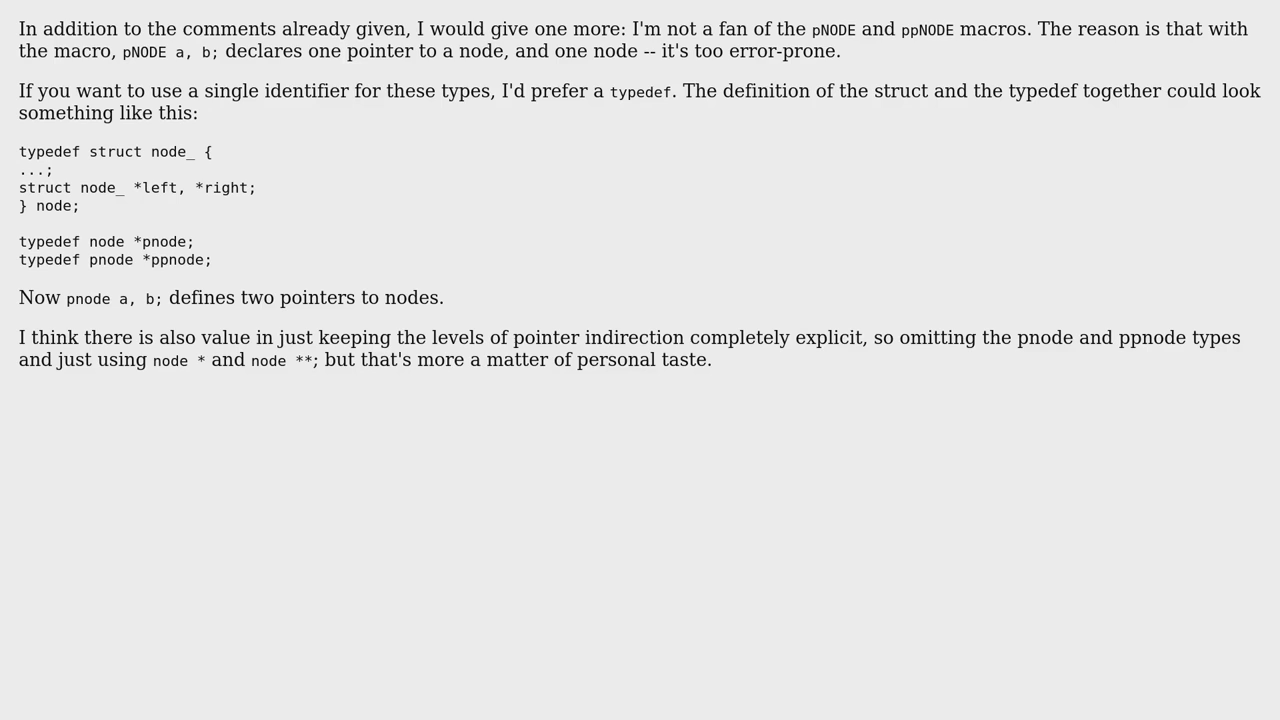 In addition to the comments already given, I would give one more: I'm not a fan of the pNODE and ppNODE macros. The reason is that with
the macro, pNODE a, b; declares one pointer to a node, and one node -- it's too error-prone.
If you want to use a single identifier for these types, I'd prefer a typedef. The definition of the struct and the typedef together could look
something like this:
typedef struct node_ {
...;
struct node_ *left, *right;
} node;
typedef node *pnode;
typedef pnode *ppnode;
Now pnode a, b; defines two pointers to nodes.
I think there is also value in just keeping the levels of pointer indirection completely explicit, so omitting the pnode and ppnode types
and just using node * and node **; but that's more a matter of personal taste.